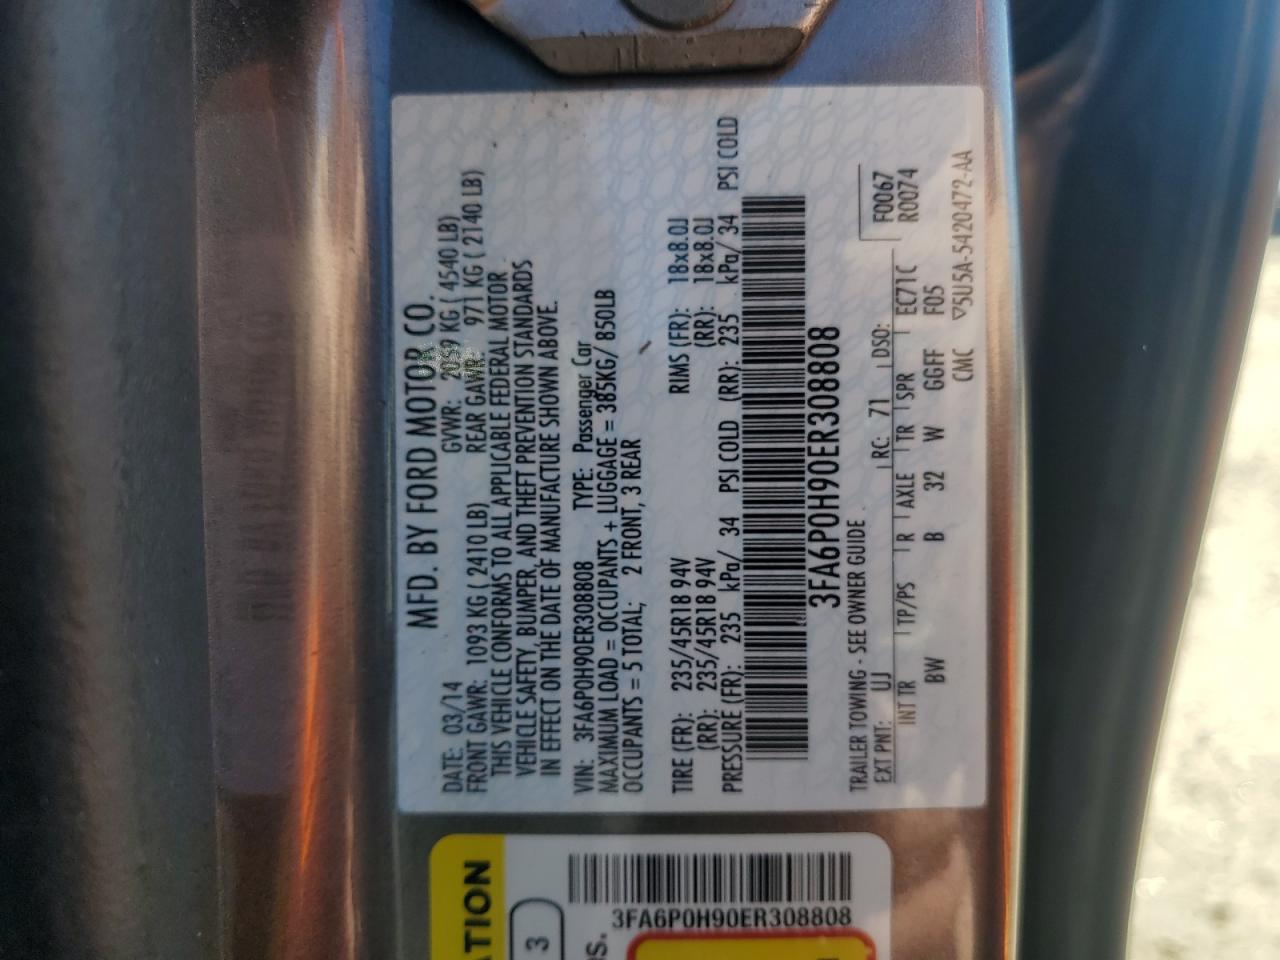 MFD. BY FORD MOTOR CO.
DATE: 03/14 GVWR: 2059 KG ( 4540 LB)
FRONT GAWR: 1093 KG ( 2410 LB) REAR GAWR 971 KG ( 2140 LB)
THIS VEHICLE CONFORMS TO ALL APPLICABLE FEDERAL MOTOR
VEHICLE SAFETY, BUMPER, AND THEFT PREVENTION STANDARDS
IN EFFECT ON THE DATE OF MANUFACTURE SHOWN ABOVE.
VIN: 3FA6P0H90ER308808 TYPE: Passenger Car
MAXIMUM LOAD = OCCUPANTS + LUGGAGE = 385KG/ 850LB
OCCUPANTS = 5 TOTAL; 2 FRONT, 3 REAR
TIRE (FR): 235/45R18 94V RIMS (FR): 18x8.0J
(RR): 235/45R18 94V (RR): 18x8.0J
PRESSURE (FR): 235 kPa/ 34 PSI COLD (RR): 235 kPa/ 34 PSI COLD
3FA6P0H90ER308808
TRAILER TOWING - SEE OWNER GUIDE
EXT PNT: UJ RC: 71 DSO: F0067
INT TR TP/PS R AXLE TR SPR EC71C R0074
BW B 32 W GGFF F05
CMC ▽5U5A-5420472-AA
ATION
3
3FA6P0H90ER308808